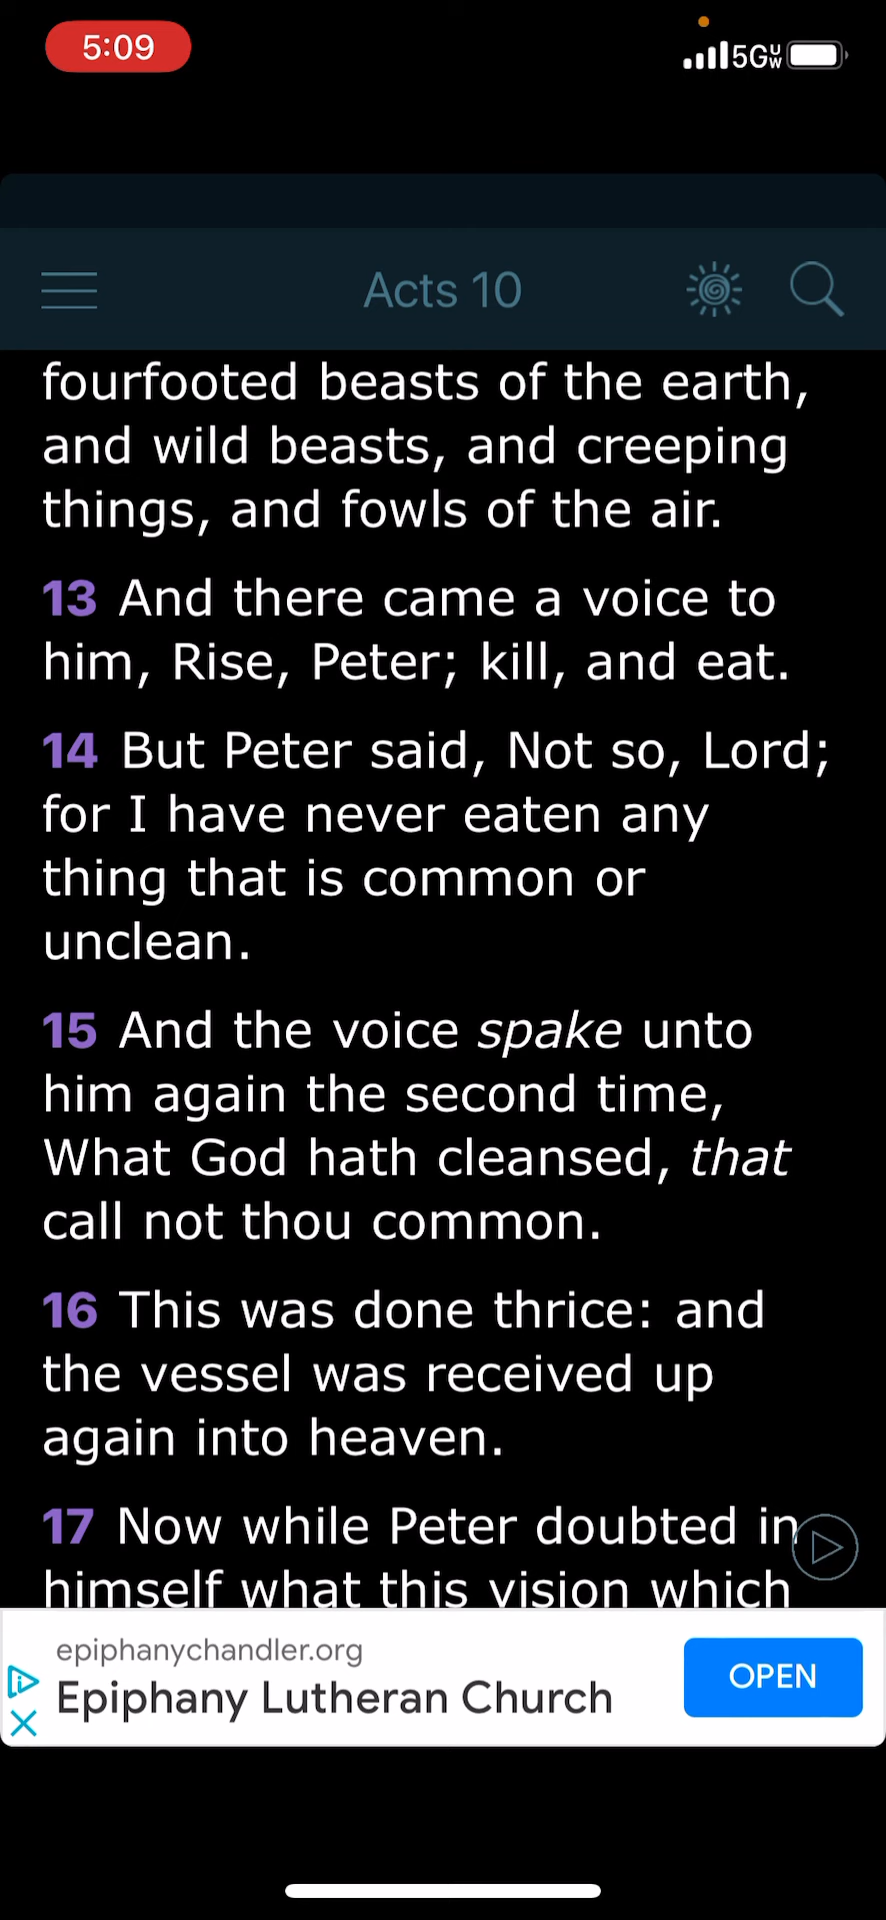 5:09
5G UW
Acts 10
fourfooted beasts of the earth,
and wild beasts, and creeping
things, and fowls of the air.
13 And there came a voice to
him, Rise, Peter; kill, and eat.
14 But Peter said, Not so, Lord;
for I have never eaten any
thing that is common or
unclean.
15 And the voice spake unto
him again the second time,
What God hath cleansed, that
call not thou common.
16 This was done thrice: and
the vessel was received up
again into heaven.
17 Now while Peter doubted in
himself what this vision which
epiphanychandler.org
Epiphany Lutheran Church
OPEN